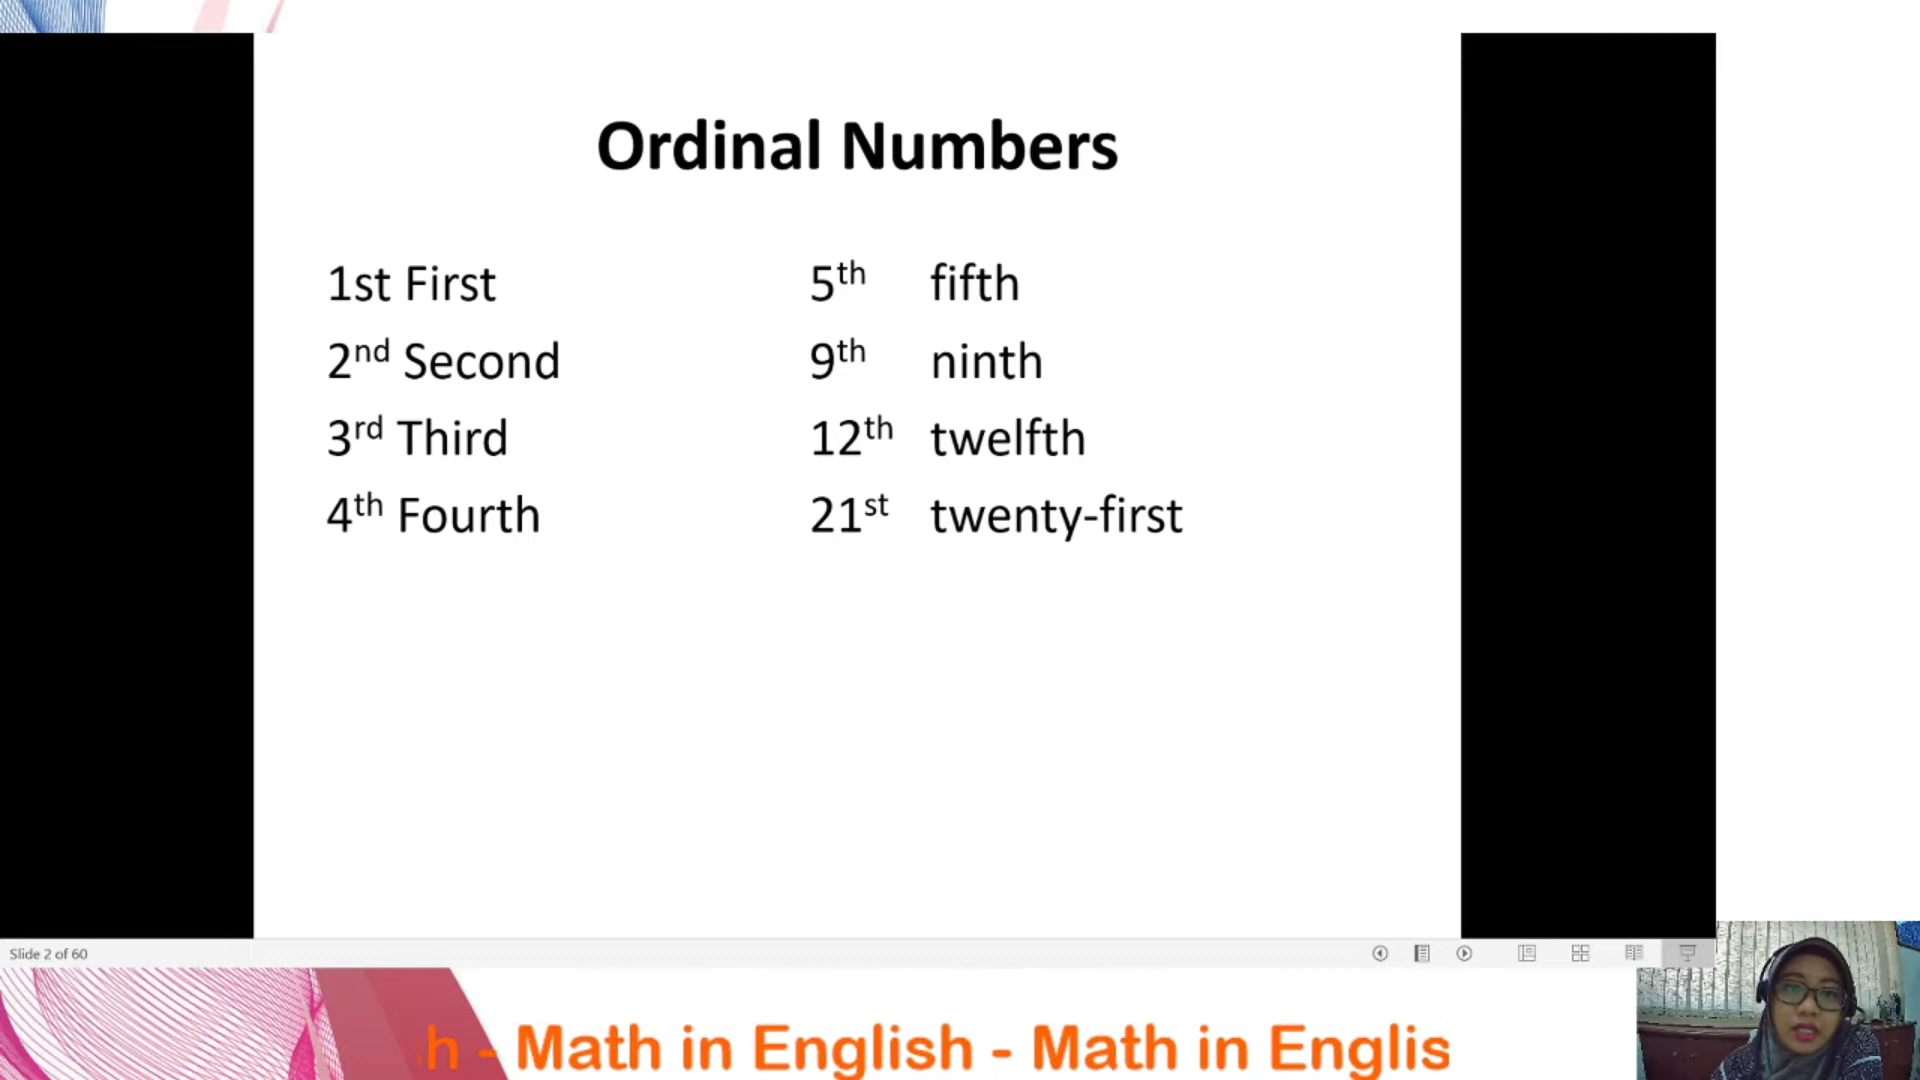 Ordinal Numbers
1st First
2nd Second
3rd Third
4th Fourth
5th fifth
9th ninth
12th twelfth
21st twenty-first
Slide 2 of 60
h - Math in English - Math in Englis